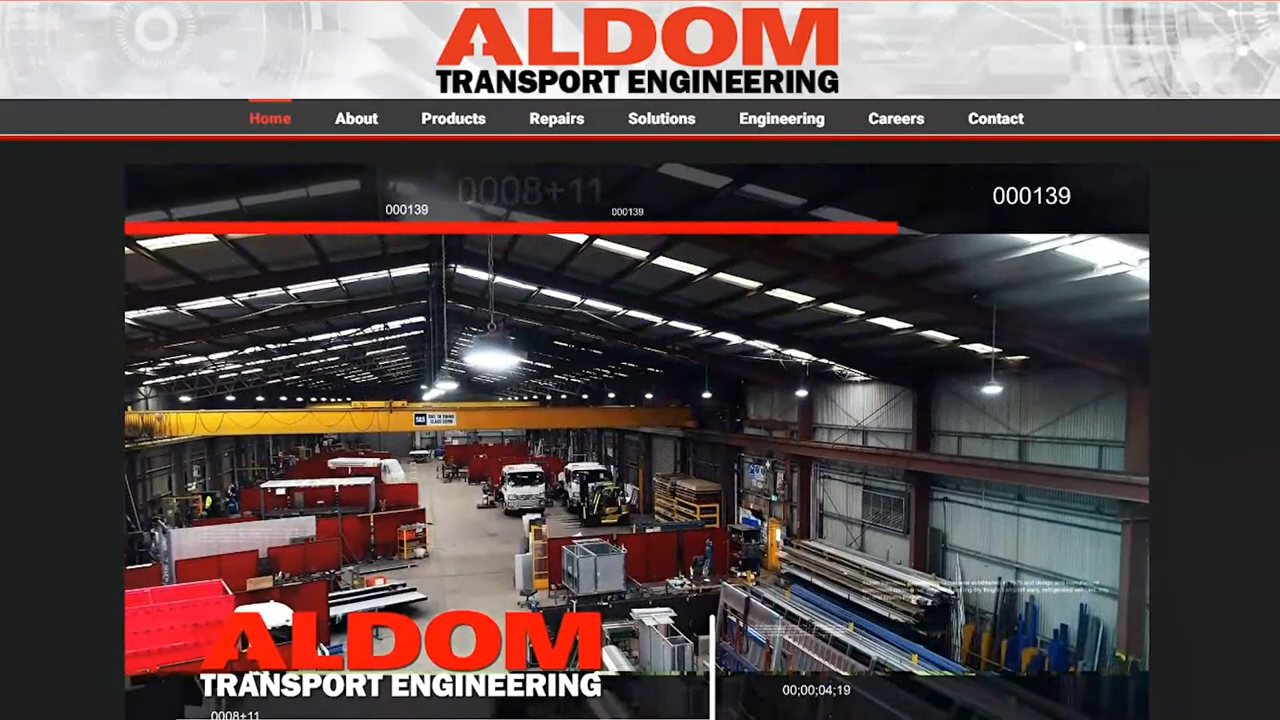 ALDOM
TRANSPORT ENGINEERING
Home About Products Repairs Solutions Engineering Careers Contact
0008+11
000139
000139
000139
ALDOM
TRANSPORT ENGINEERING
00;00;04;19
0008+11